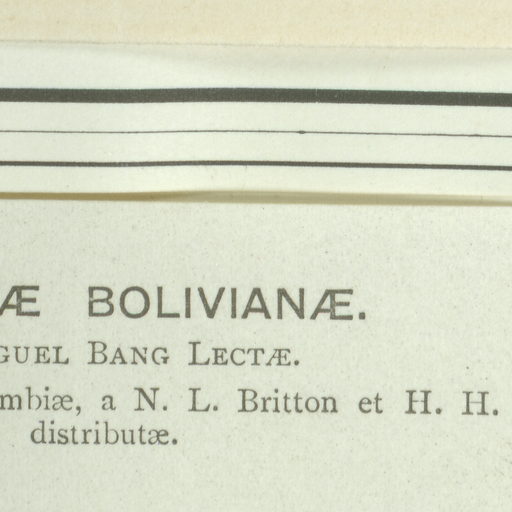 Æ BOLIVIANÆ.
GUEL BANG LECTÆ.
mbiæ, a N. L. Britton et H. H.
distributæ.